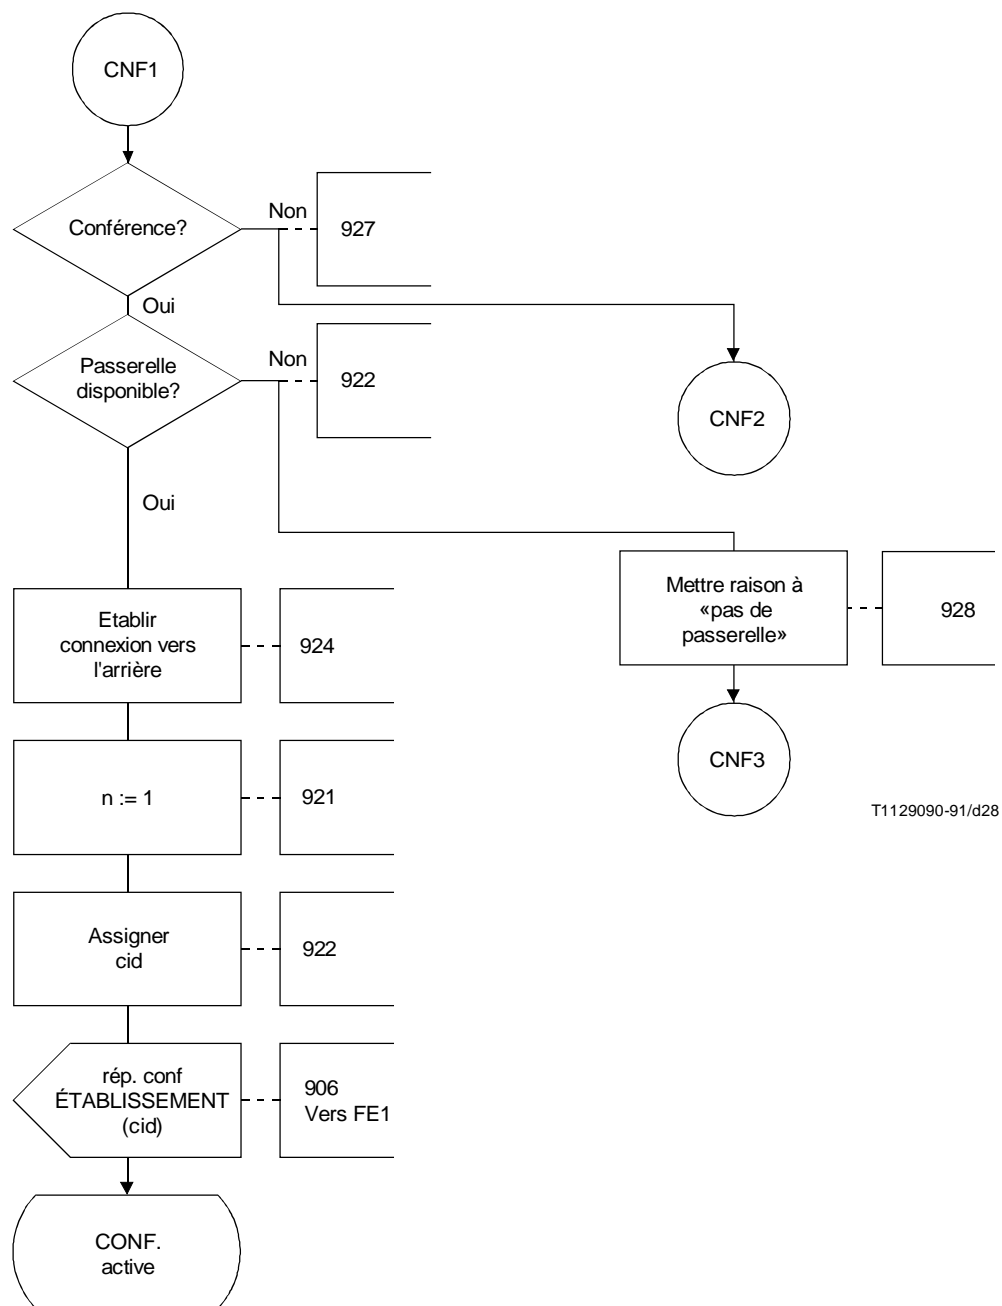 CNF1
Conférence?
Non
927
Oui
Passerelle
disponible?
Non
922
CNF2
Oui
Mettre raison à
«pas de
passerelle»
928
Etablir
connexion vers
l'arrière
924
CNF3
n := 1
921
T1129090-91/d28
Assigner
cid
922
rép. conf
ÉTABLISSEMENT
(cid)
906
Vers FE1
CONF.
active